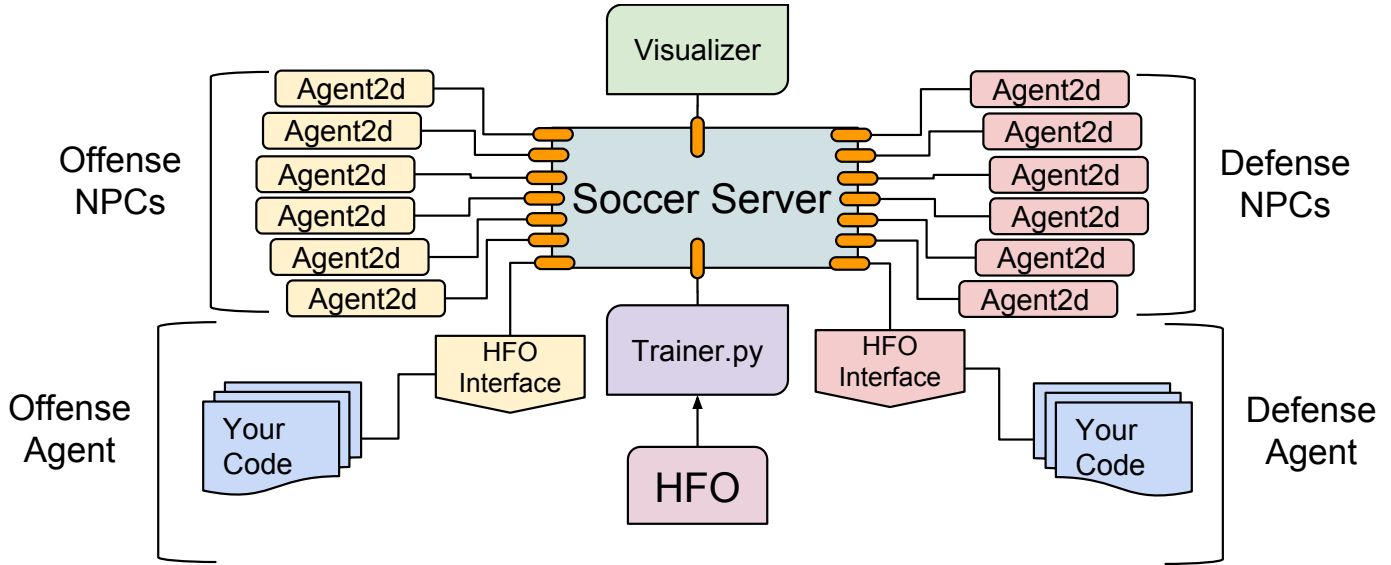 Visualizer
Offense
NPCs
Agent2d
Agent2d
Agent2d
Agent2d
Agent2d
Agent2d
Soccer Server
Agent2d
Agent2d
Agent2d
Agent2d
Agent2d
Agent2d
Defense
NPCs
Offense
Agent
Your
Code
HFO
Interface
Trainer.py
HFO
HFO
Interface
Your
Code
Defense
Agent